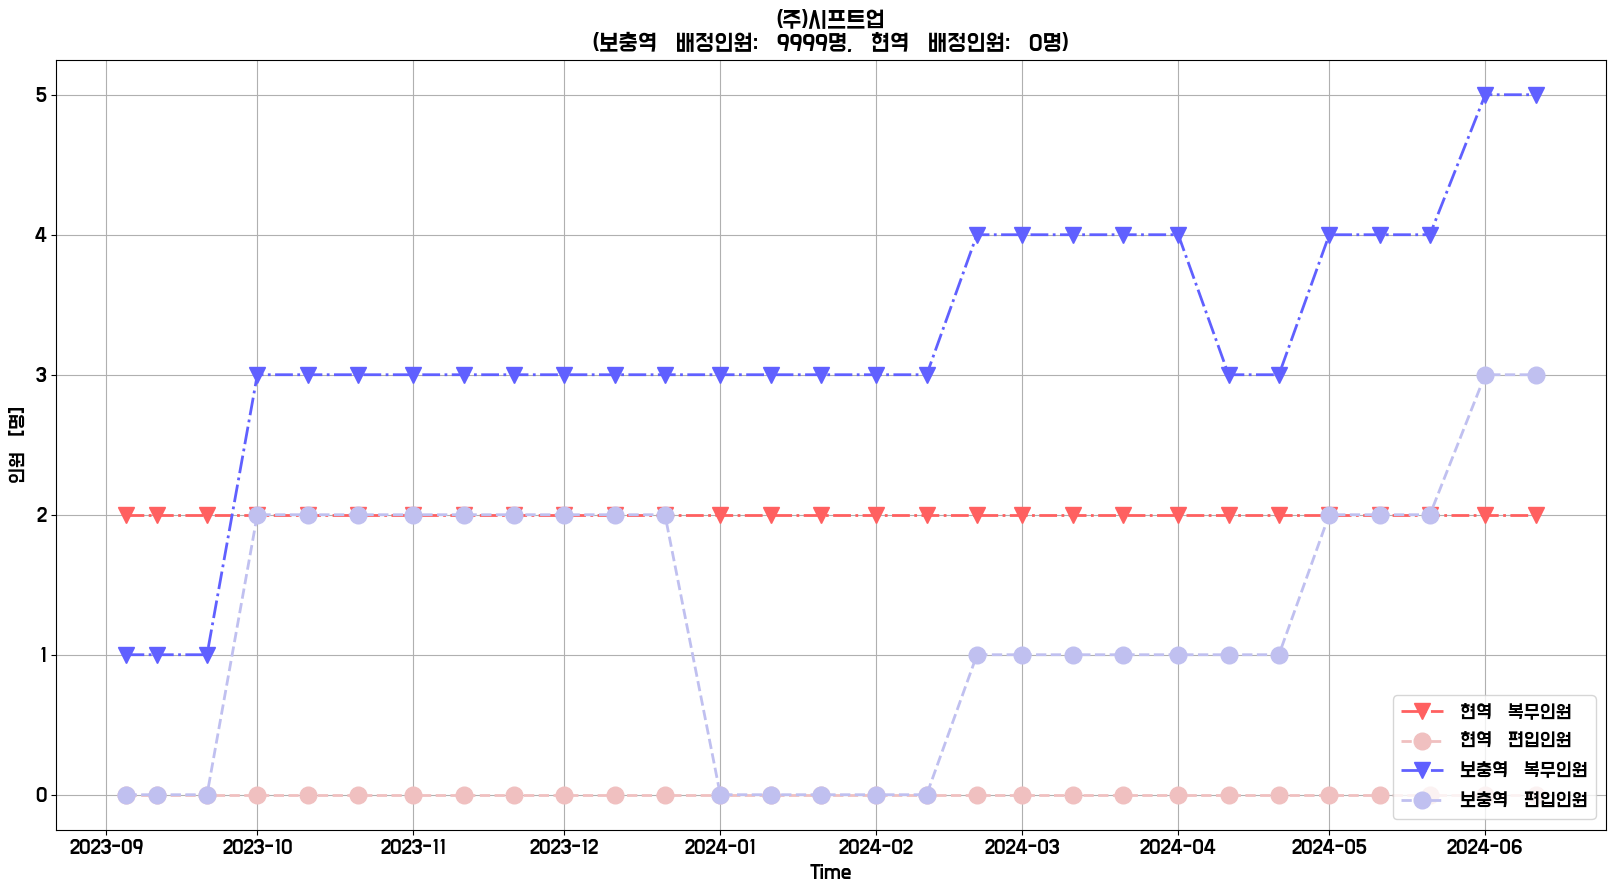 (주)시프트업
(보충역 배정인원: 9999명, 현역 배정인원: 0명)
5
4
3
2
1
0
인원 [명]
2023-09 2023-10 2023-11 2023-12 2024-01 2024-02 2024-03 2024-04 2024-05 2024-06
Time
현역 복무인원
현역 편입인원
보충역 복무인원
보충역 편입인원